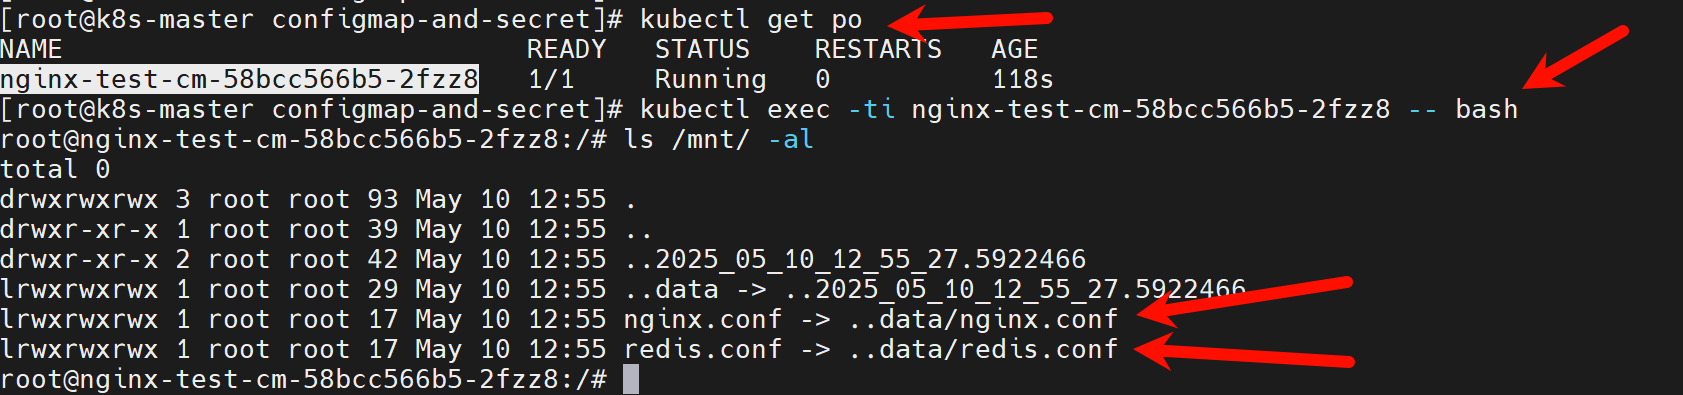 [root@k8s-master configmap-and-secret]# kubectl get po
NAME READY STATUS RESTARTS AGE
nginx-test-cm-58bcc566b5-2fzz8 1/1 Running 0 118s
[root@k8s-master configmap-and-secret]# kubectl exec -ti nginx-test-cm-58bcc566b5-2fzz8 -- bash
root@nginx-test-cm-58bcc566b5-2fzz8:/# ls /mnt/ -al
total 0
drwxrwxrwx 3 root root 93 May 10 12:55 .
drwxr-xr-x 1 root root 39 May 10 12:55 ..
drwxr-xr-x 2 root root 42 May 10 12:55 ..2025_05_10_12_55_27.5922466
lrwxrwxrwx 1 root root 29 May 10 12:55 ..data -> ..2025_05_10_12_55_27.5922466
lrwxrwxrwx 1 root root 17 May 10 12:55 nginx.conf -> ..data/nginx.conf
lrwxrwxrwx 1 root root 17 May 10 12:55 redis.conf -> ..data/redis.conf
root@nginx-test-cm-58bcc566b5-2fzz8:/#